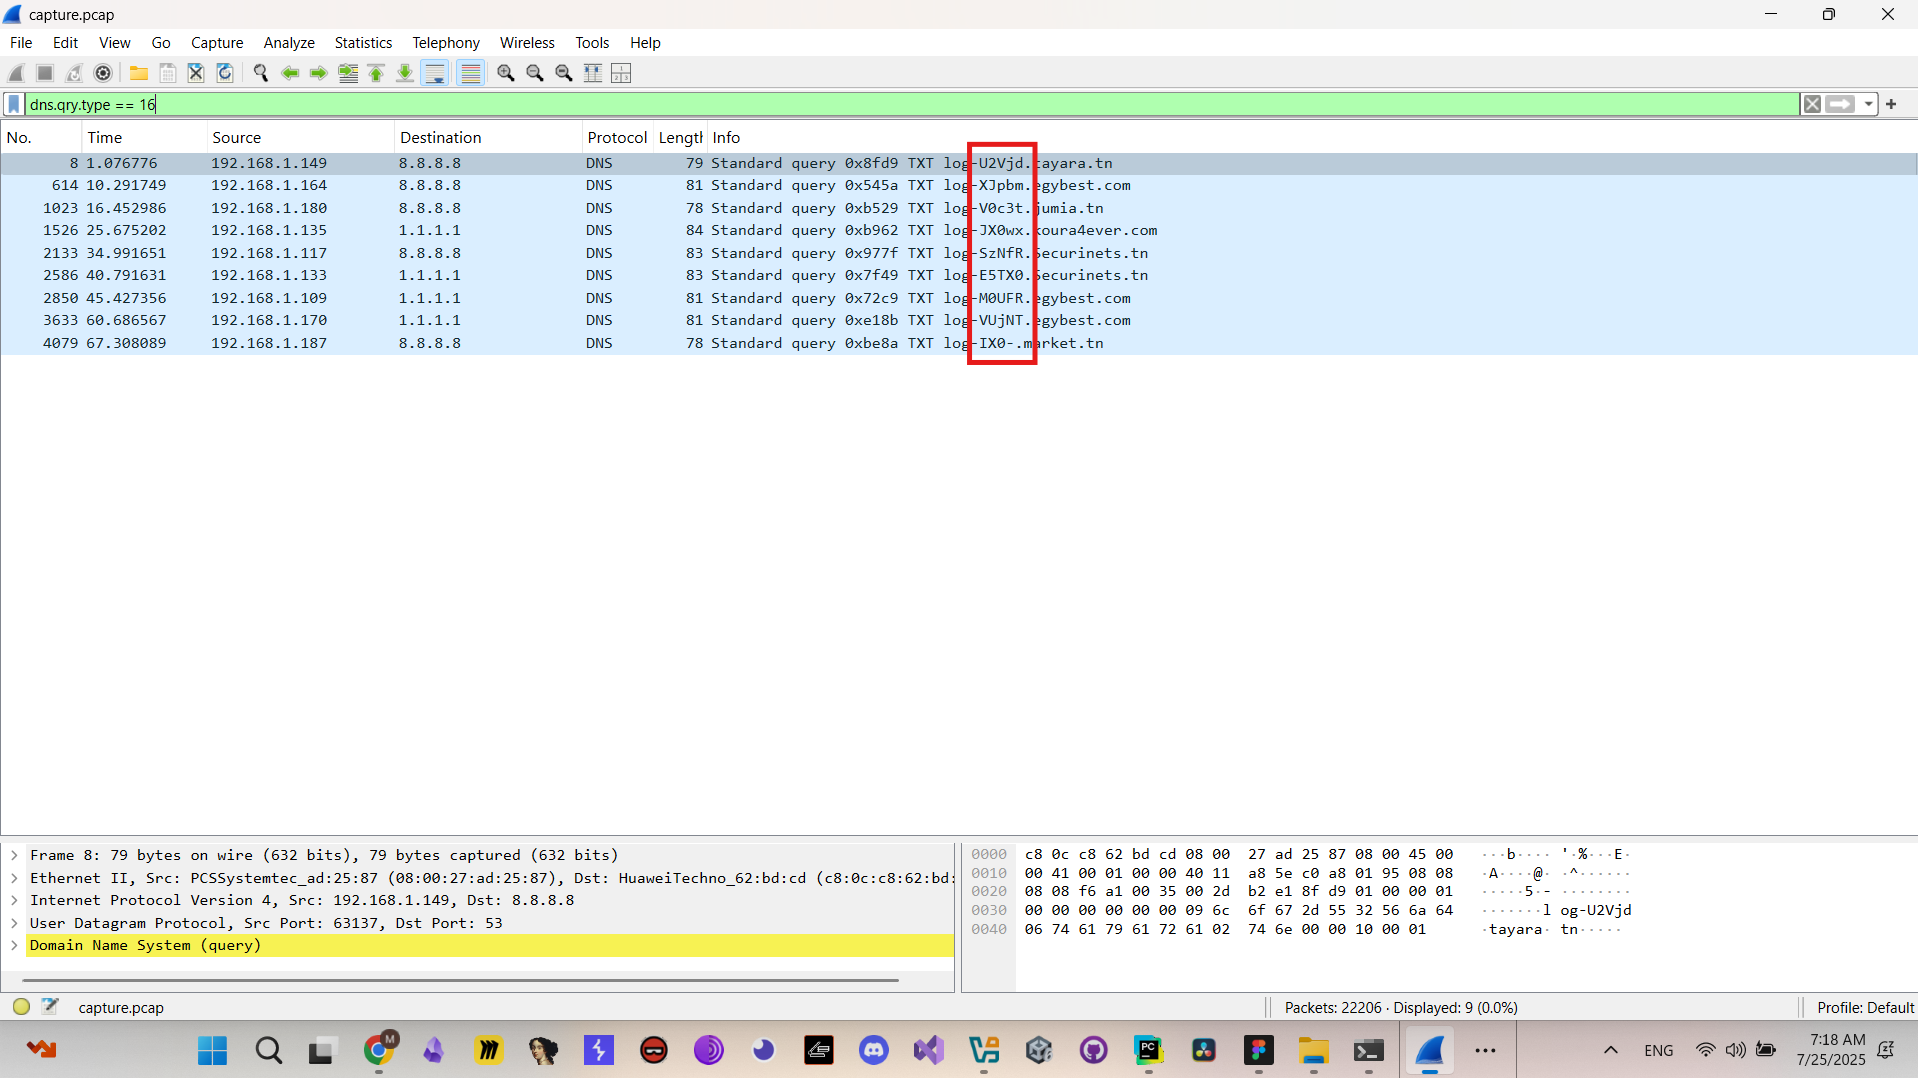 capture.pcap
File Edit View Go Capture Analyze Statistics Telephony Wireless Tools Help
dns.qry.type == 16
No. Time Source Destination Protocol Length Info
8 1.076776 192.168.1.149 8.8.8.8 DNS 79 Standard query 0x8fd9 TXT log-U2Vjd.tayara.tn
614 10.291749 192.168.1.164 8.8.8.8 DNS 81 Standard query 0x545a TXT log-XJpbm.egybest.com
1023 16.452986 192.168.1.180 8.8.8.8 DNS 78 Standard query 0xb529 TXT log-V0c3t.jumia.tn
1526 25.675202 192.168.1.135 1.1.1.1 DNS 84 Standard query 0xb962 TXT log-JX0wx.koura4ever.com
2133 34.991651 192.168.1.117 8.8.8.8 DNS 83 Standard query 0x977f TXT log-SzNfR.Securinets.tn
2586 40.791631 192.168.1.133 1.1.1.1 DNS 83 Standard query 0x7f49 TXT log-E5TX0.Securinets.tn
2850 45.427356 192.168.1.109 1.1.1.1 DNS 81 Standard query 0x72c9 TXT log-M0UFR.egybest.com
3633 60.686567 192.168.1.170 1.1.1.1 DNS 81 Standard query 0xe18b TXT log-VUjNT.egybest.com
4079 67.308089 192.168.1.187 8.8.8.8 DNS 78 Standard query 0xbe8a TXT log-IX0-.market.tn
Frame 8: 79 bytes on wire (632 bits), 79 bytes captured (632 bits)
Ethernet II, Src: PCSSystemtec_ad:25:87 (08:00:27:ad:25:87), Dst: HuaweiTechno_62:bd:cd (c8:0c:c8:62:bd:
Internet Protocol Version 4, Src: 192.168.1.149, Dst: 8.8.8.8
User Datagram Protocol, Src Port: 63137, Dst Port: 53
Domain Name System (query)
0000 c8 0c c8 62 bd cd 08 00 27 ad 25 87 08 00 45 00 ···b···· '·%···E·
0010 00 41 00 01 00 00 40 11 a8 5e c0 a8 01 95 08 08 ·A····@· ·^······
0020 08 08 f6 a1 00 35 00 2d b2 e1 8f d9 01 00 00 01 ·····5·- ········
0030 00 00 00 00 00 00 09 6c 6f 67 2d 55 32 56 6a 64 ·······l og-U2Vjd
0040 06 74 61 79 61 72 61 02 74 6e 00 00 10 00 01 ·tayara· tn·····
capture.pcap Packets: 22206 · Displayed: 9 (0.0%) Profile: Default
M
PC
ENG
7:18 AM
7/25/2025